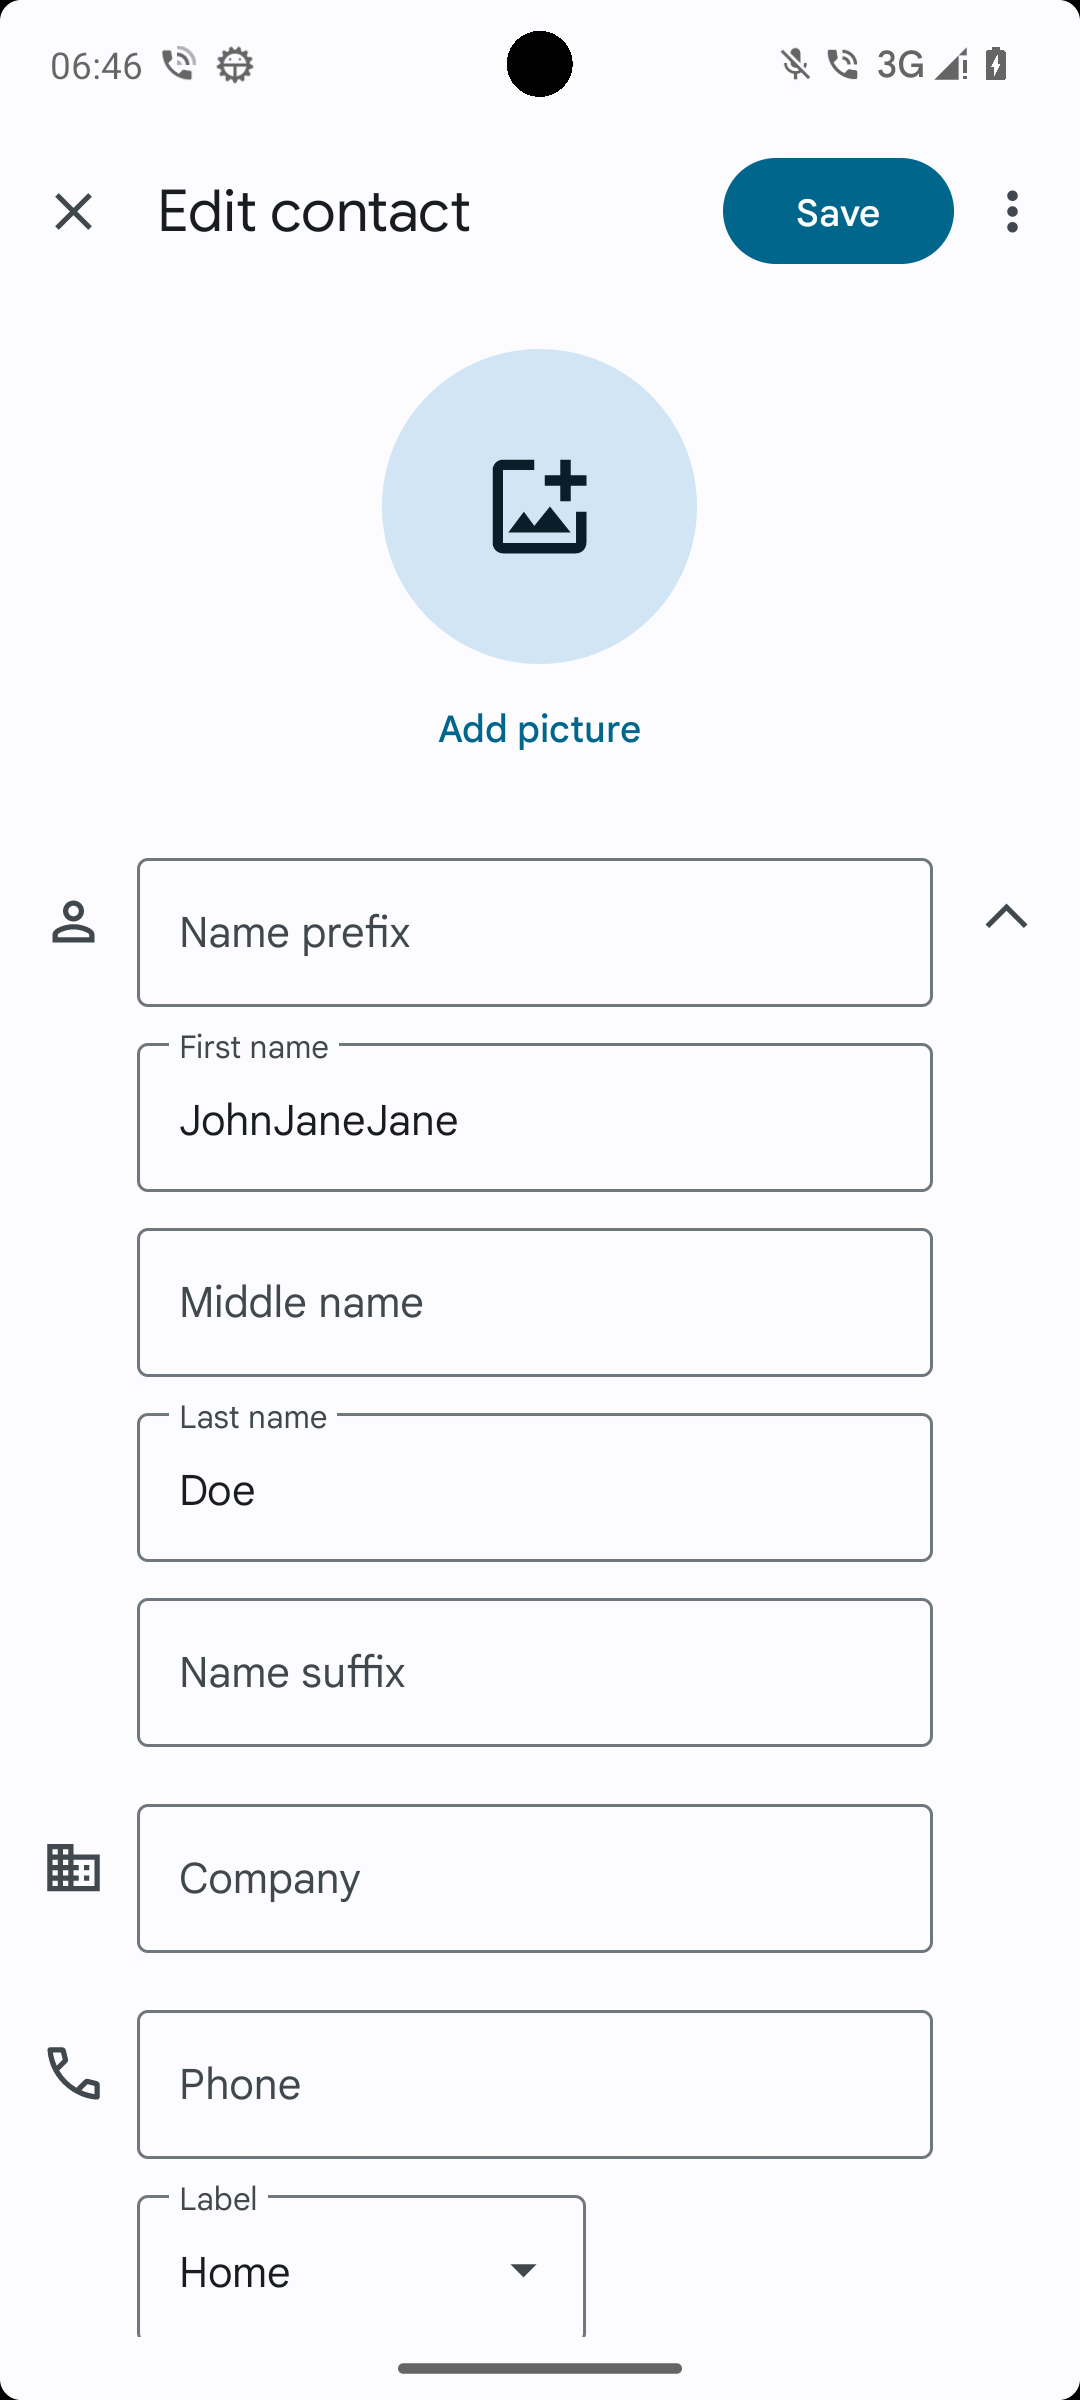 06:46
3G
Edit contact
Save
Add picture
Name prefix
First name
JohnJaneJane
Middle name
Last name
Doe
Name suffix
Company
Phone
Label
Home